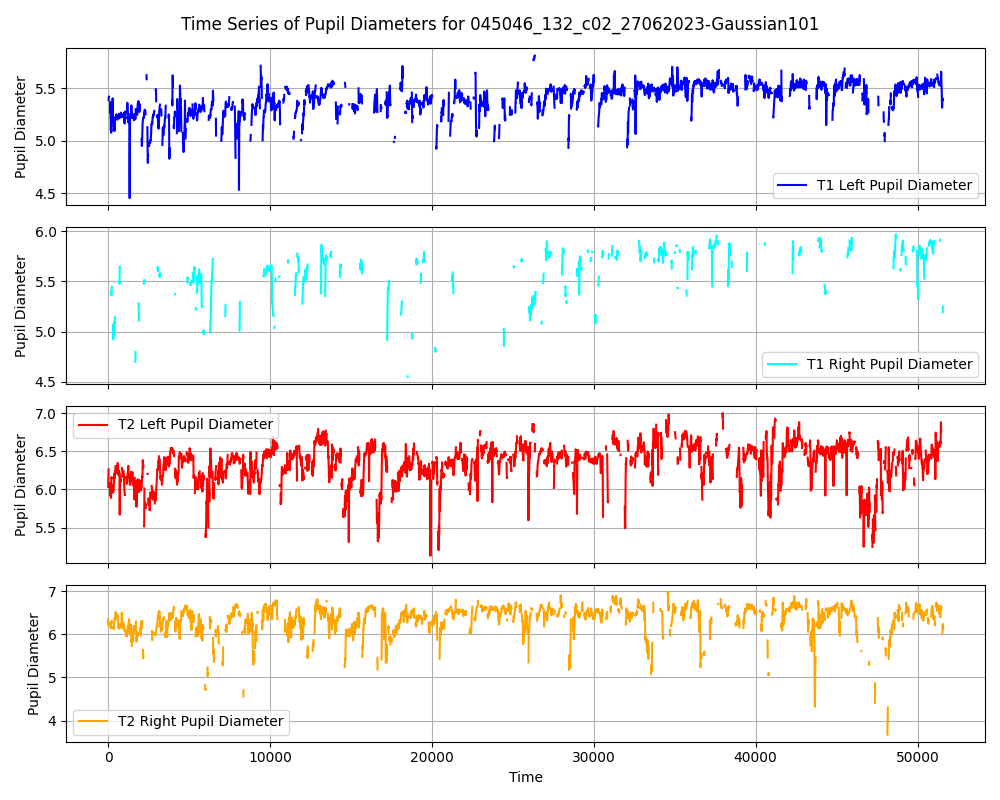 Time Series of Pupil Diameters for 045046_132_c02_27062023-Gaussian101
Pupil Diameter
5.5
5.0
4.5
T1 Left Pupil Diameter
Pupil Diameter
6.0
5.5
5.0
4.5
T1 Right Pupil Diameter
Pupil Diameter
7.0
6.5
6.0
5.5
T2 Left Pupil Diameter
Pupil Diameter
7
6
5
4
T2 Right Pupil Diameter
0 10000 20000 30000 40000 50000
Time